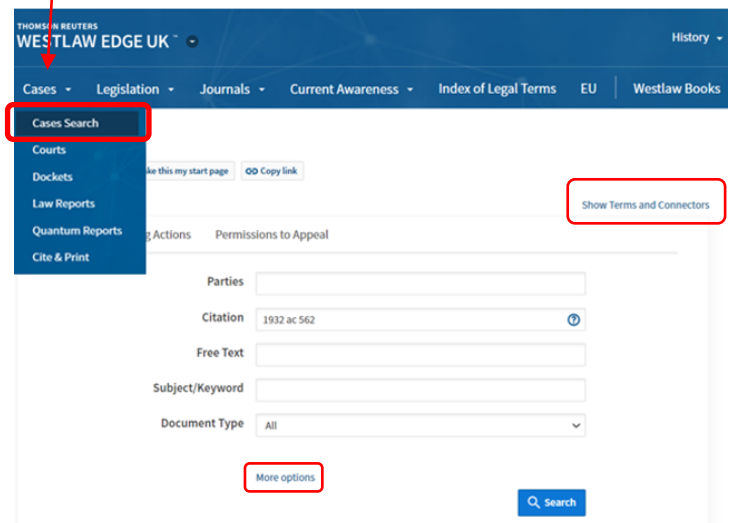 THOMSON REUTERS
WESTLAW EDGE UK™
History
Cases Legislation Journals Current Awareness Index of Legal Terms EU Westlaw Books
Cases Search
Courts
Dockets
Law Reports
Quantum Reports
Cite & Print
ke this my start page Copy link
Show Terms and Connectors
g Actions Permissions to Appeal
Parties
Citation 1932 ac 562
Free Text
Subject/Keyword
Document Type All
More options
Search